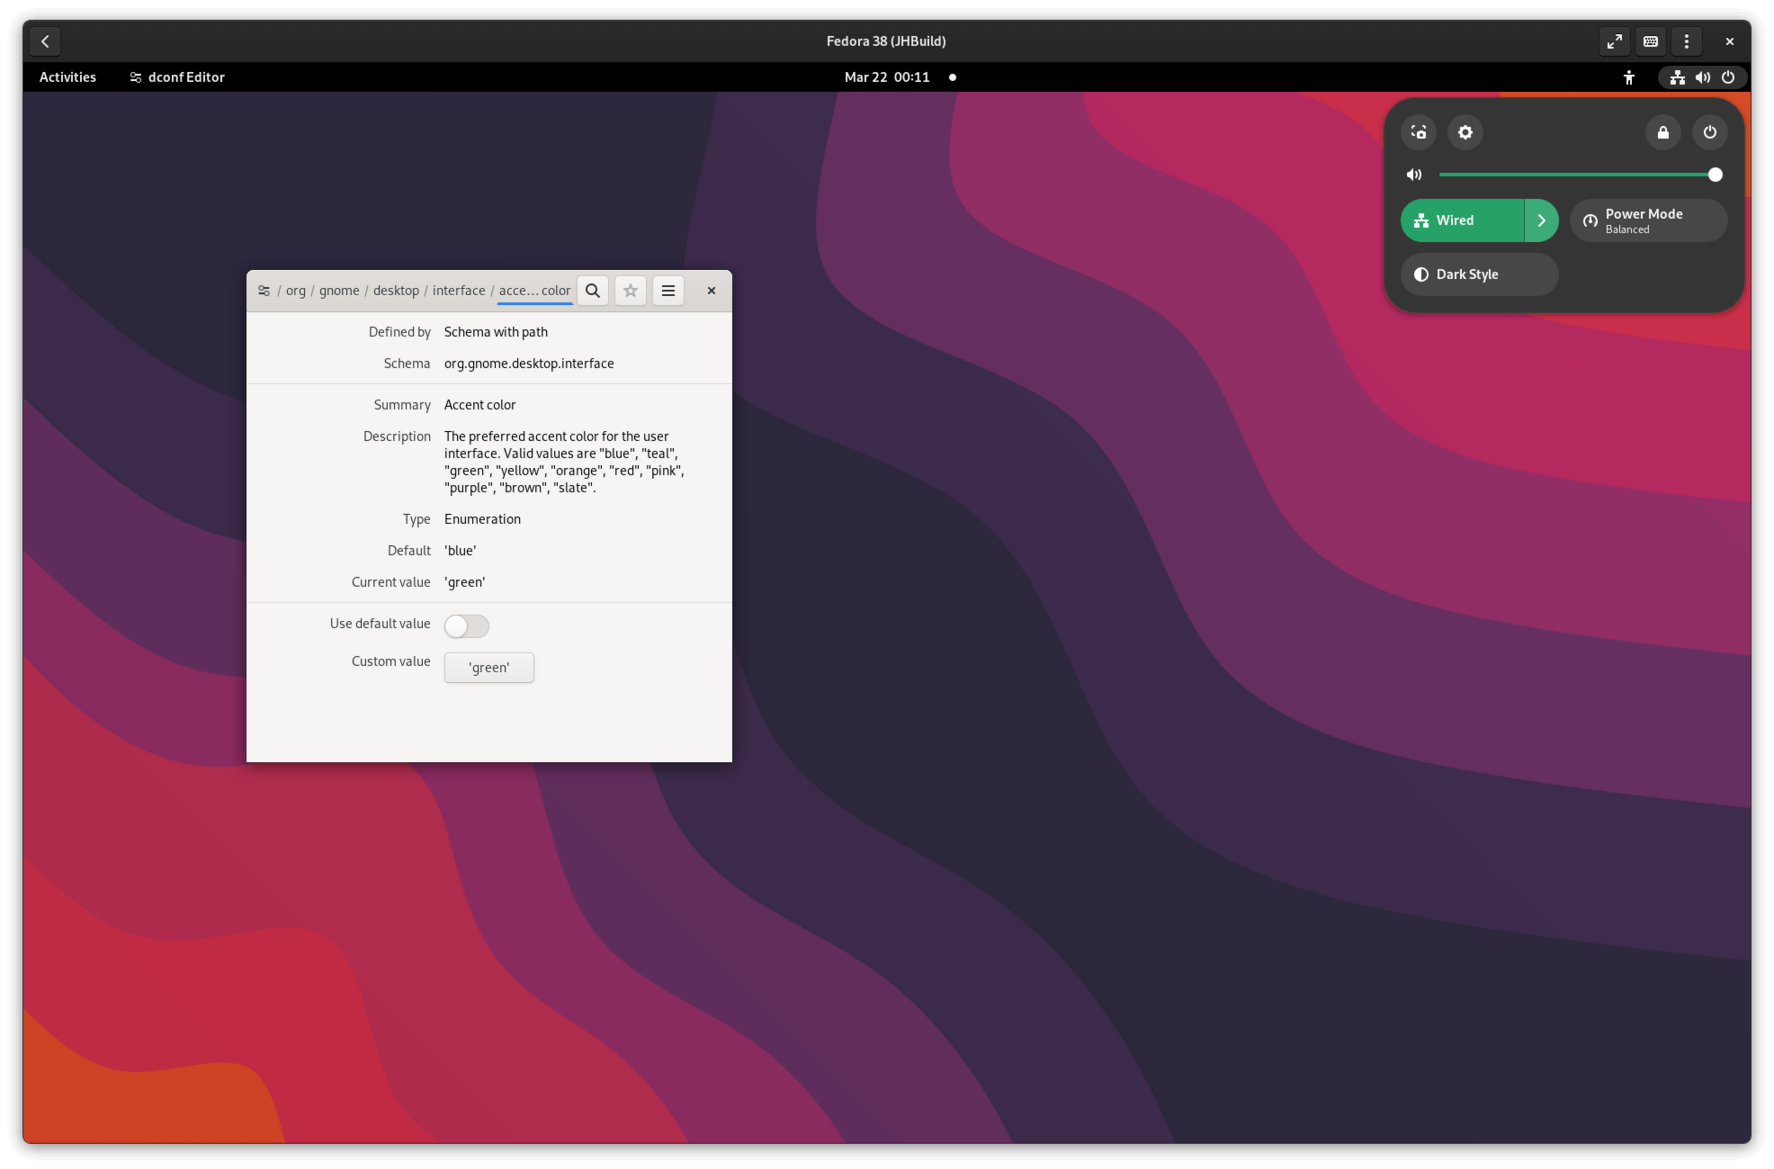 Fedora 38 (JHBuild)
Activities dconf Editor Mar 22 00:11
Wired
Power Mode
Balanced
Dark Style
/ org / gnome / desktop / interface / acce…color
Defined by Schema with path
Schema org.gnome.desktop.interface
Summary Accent color
Description The preferred accent color for the user
interface. Valid values are "blue", "teal",
"green", "yellow", "orange", "red", "pink",
"purple", "brown", "slate".
Type Enumeration
Default 'blue'
Current value 'green'
Use default value
Custom value 'green'